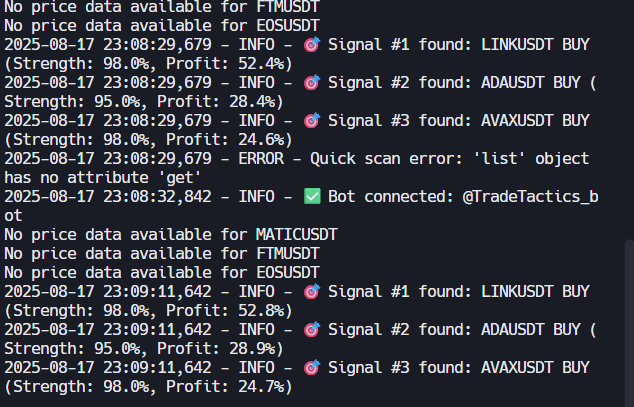 No price data available for FTMUSDT
No price data available for EOSUSDT
2025-08-17 23:08:29,679 - INFO - 🎯 Signal #1 found: LINKUSDT BUY
(Strength: 98.0%, Profit: 52.4%)
2025-08-17 23:08:29,679 - INFO - 🎯 Signal #2 found: ADAUSDT BUY (
Strength: 95.0%, Profit: 28.4%)
2025-08-17 23:08:29,679 - INFO - 🎯 Signal #3 found: AVAXUSDT BUY
(Strength: 98.0%, Profit: 24.6%)
2025-08-17 23:08:29,679 - ERROR - Quick scan error: 'list' object
has no attribute 'get'
2025-08-17 23:08:32,842 - INFO - ✅ Bot connected: @TradeTactics_b
ot
No price data available for MATICUSDT
No price data available for FTMUSDT
No price data available for EOSUSDT
2025-08-17 23:09:11,642 - INFO - 🎯 Signal #1 found: LINKUSDT BUY
(Strength: 98.0%, Profit: 52.8%)
2025-08-17 23:09:11,642 - INFO - 🎯 Signal #2 found: ADAUSDT BUY (
Strength: 95.0%, Profit: 28.9%)
2025-08-17 23:09:11,642 - INFO - 🎯 Signal #3 found: AVAXUSDT BUY
(Strength: 98.0%, Profit: 24.7%)